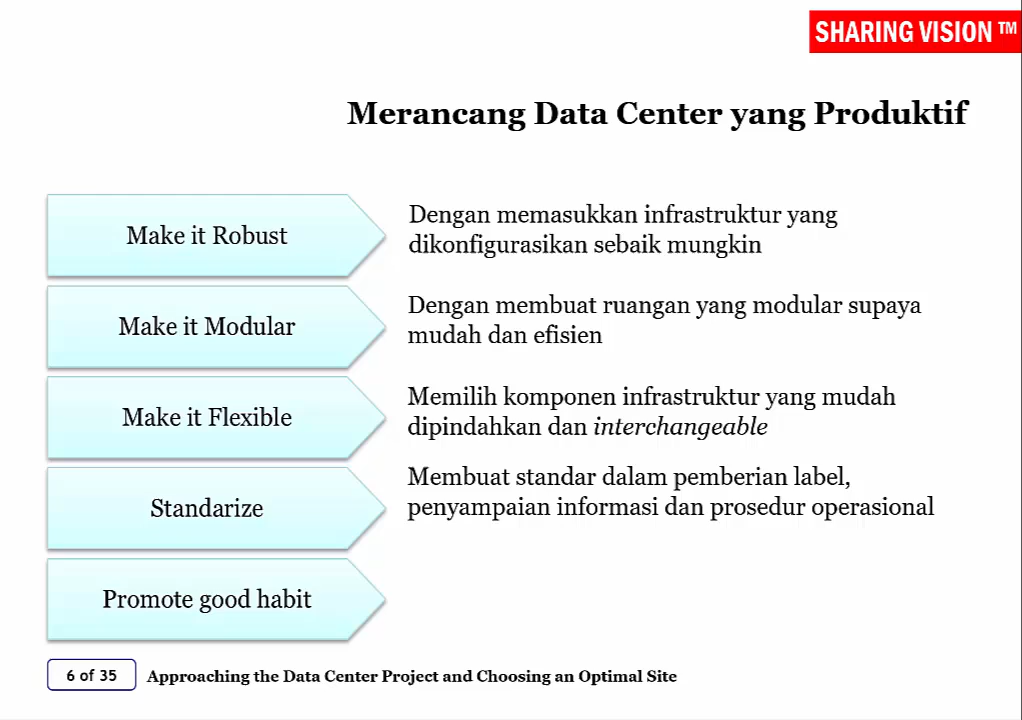 SHARING VISION ™
Merancang Data Center yang Produktif
Make it Robust
Dengan memasukkan infrastruktur yang
dikonfigurasikan sebaik mungkin
Make it Modular
Dengan membuat ruangan yang modular supaya
mudah dan efisien
Make it Flexible
Memilih komponen infrastruktur yang mudah
dipindahkan dan interchangeable
Standarize
Membuat standar dalam pemberian label,
penyampaian informasi dan prosedur operasional
Promote good habit
6 of 35
Approaching the Data Center Project and Choosing an Optimal Site